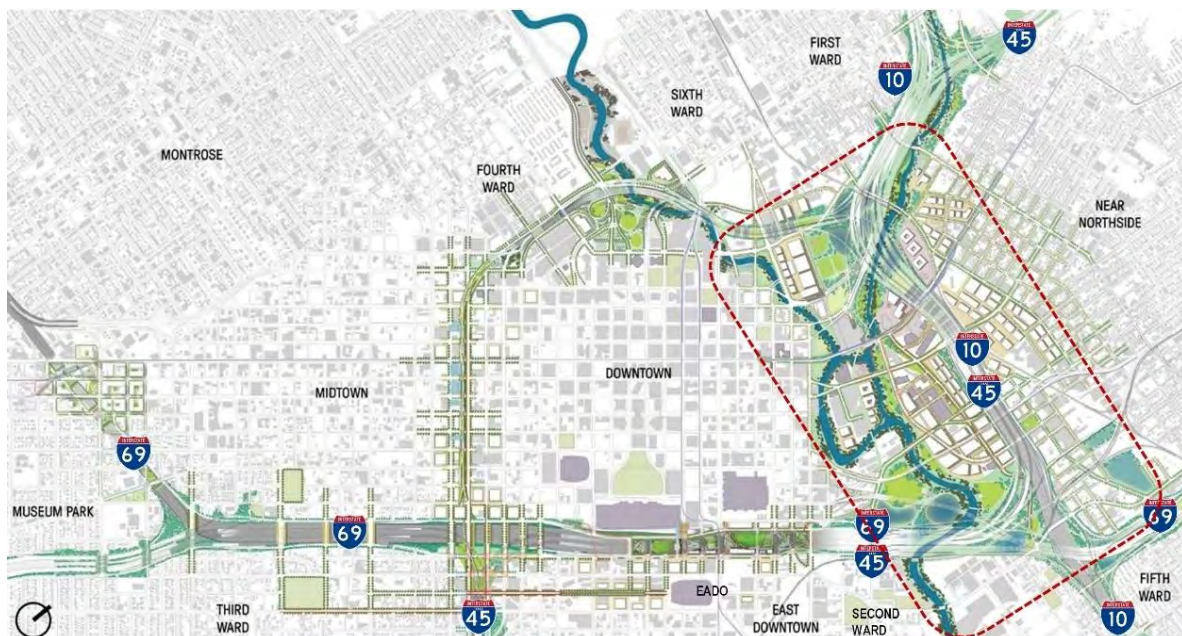 INTERSTATE
45
FIRST
WARD
INTERSTATE
10
SIXTH
WARD
MONTROSE
FOURTH
WARD
NEAR
NORTHSIDE
INTERSTATE
10
DOWNTOWN
MIDTOWN
INTERSTATE
45
INTERSTATE
69
MUSEUM PARK
INTERSTATE
69
INTERSTATE
69
INTERSTATE
69
INTERSTATE
45
EADO
FIFTH
WARD
THIRD
WARD
INTERSTATE
45
EAST
DOWNTOWN
SECOND
WARD
INTERSTATE
10